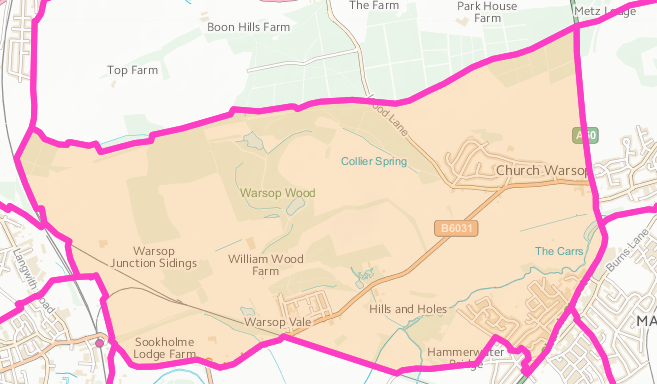 The Farm
Park House
Farm
Metz Lodge
Boon Hills Farm
Top Farm
Wood Lane
A60
Collier Spring
Church Warsop
Warsop Wood
B6031
Warsop
Junction Sidings
William Wood
Farm
The Carrs
Burns Lane
Langwith Road
Hills and Holes
Warsop Vale
Sookholme
Lodge Farm
Hammerwater
Bridge
MA